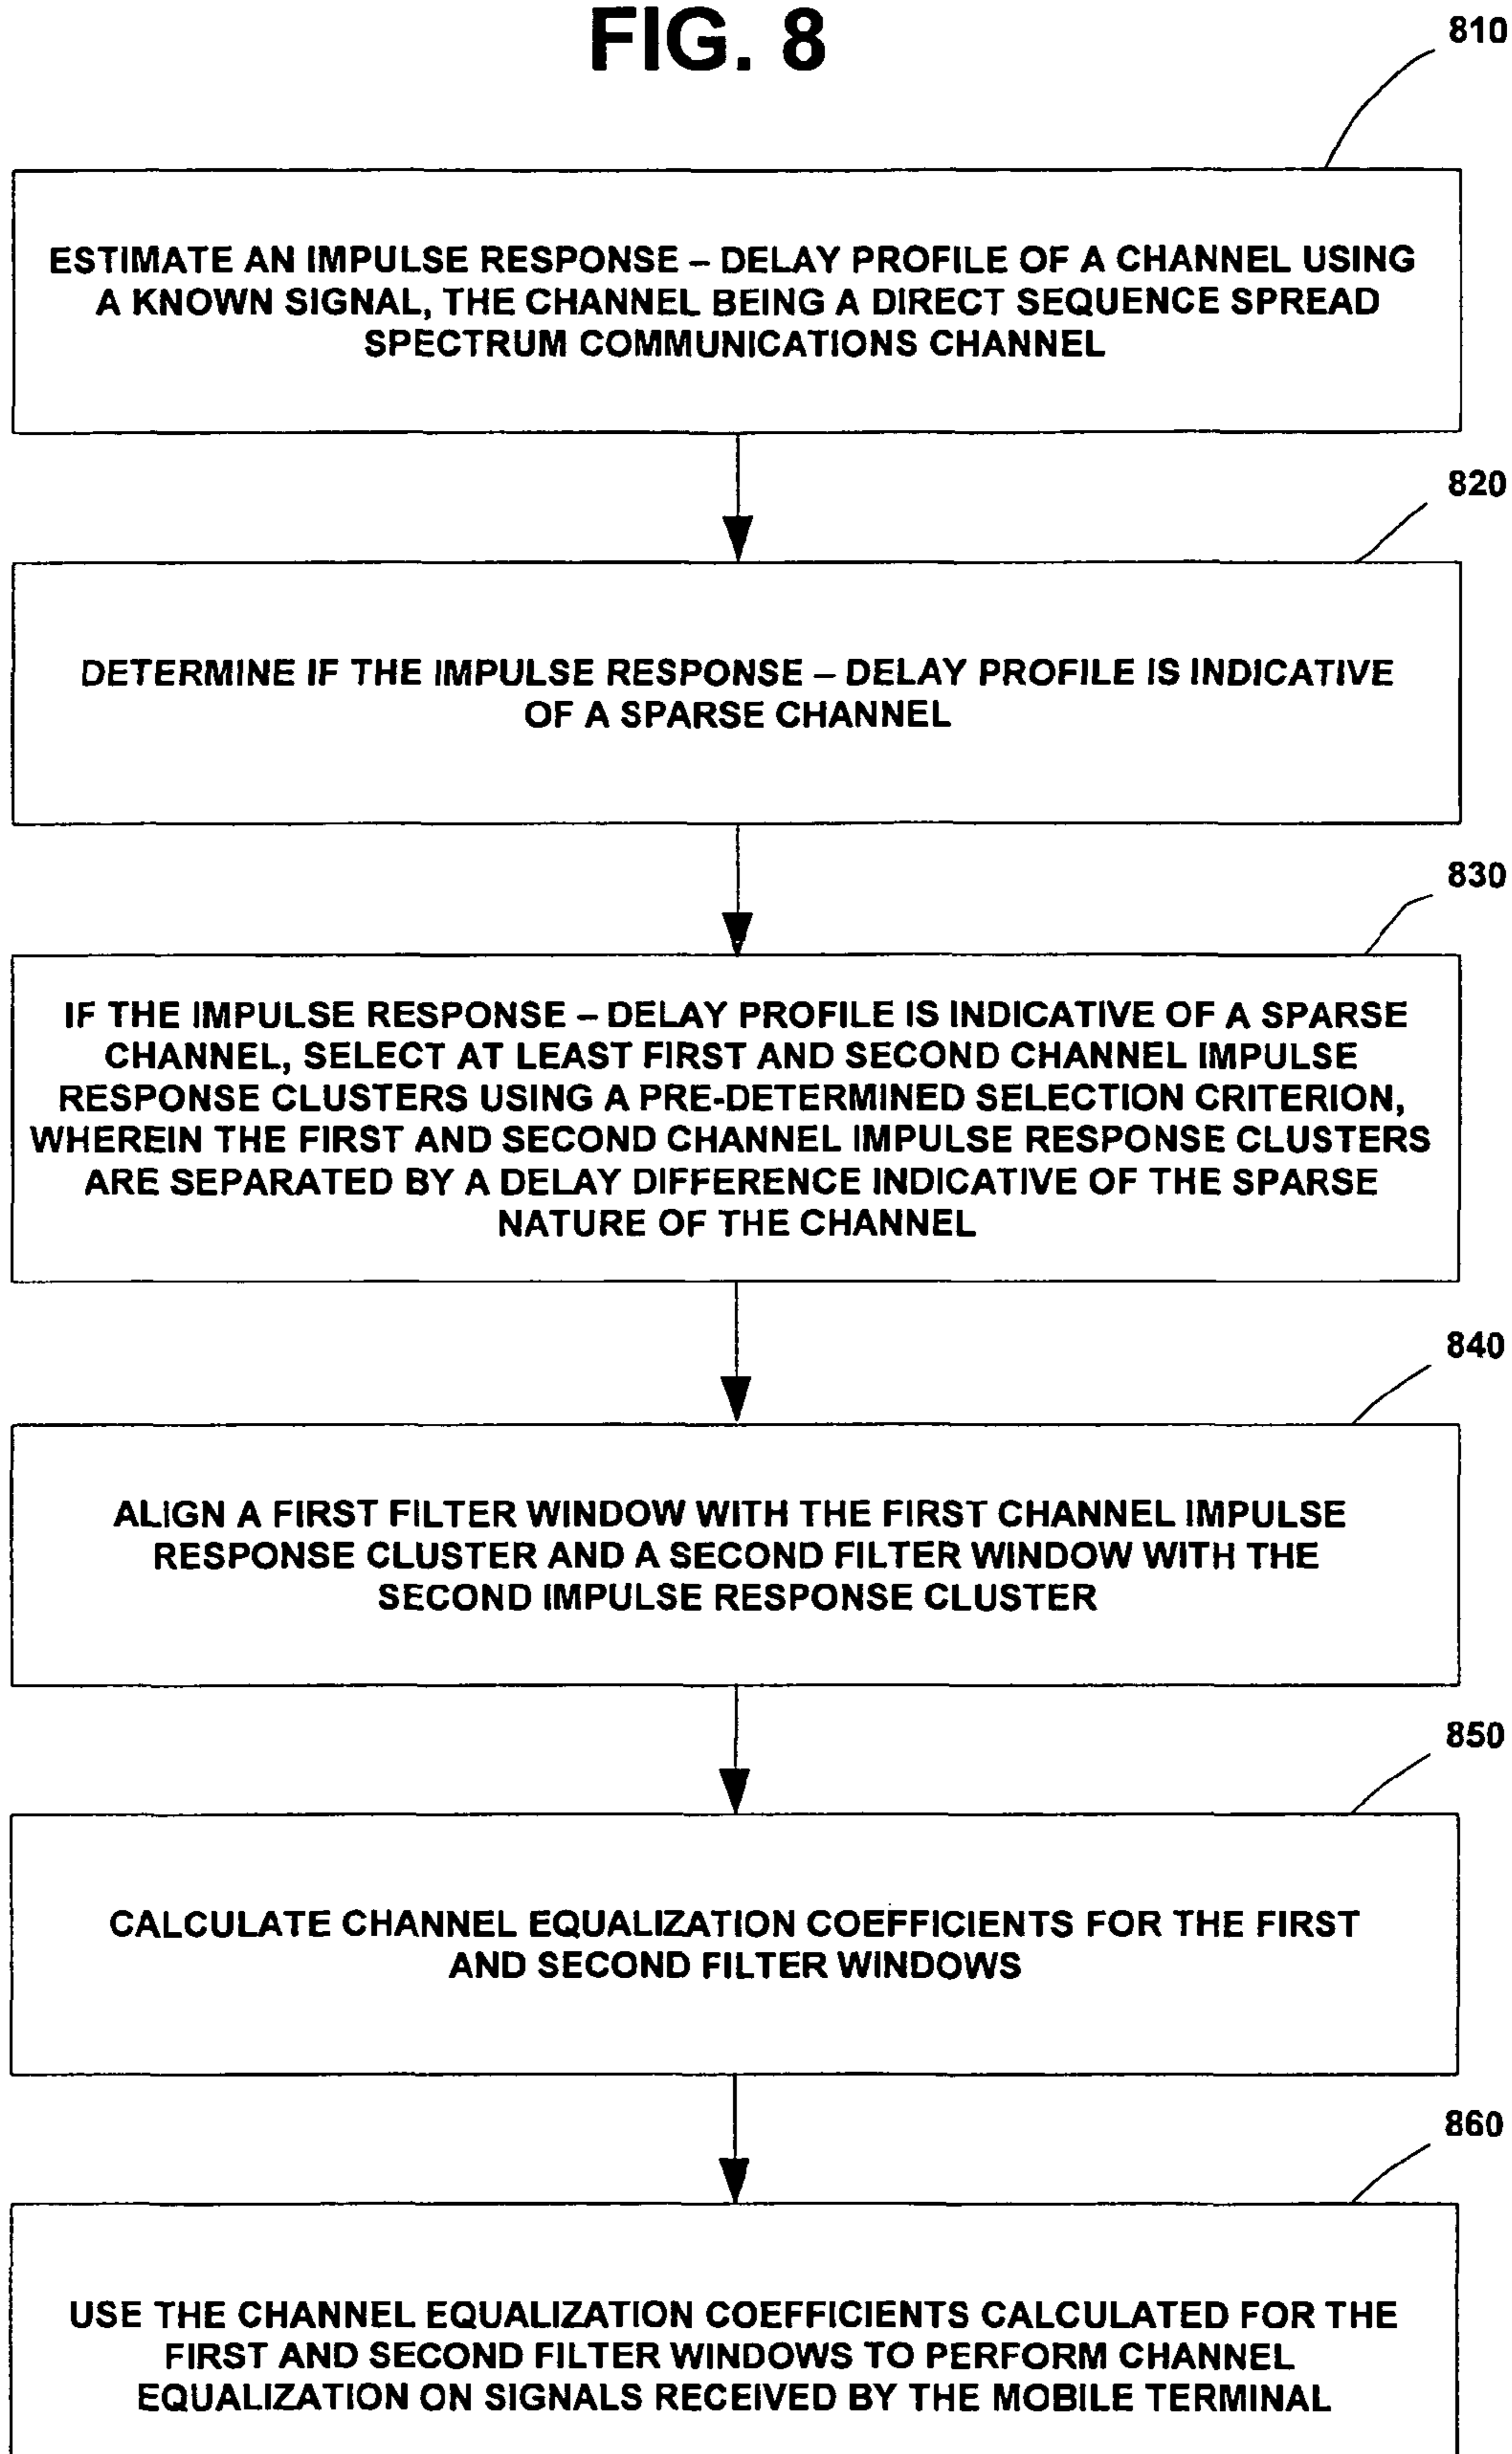 FIG. 8
810
ESTIMATE AN IMPULSE RESPONSE – DELAY PROFILE OF A CHANNEL USING
A KNOWN SIGNAL, THE CHANNEL BEING A DIRECT SEQUENCE SPREAD
SPECTRUM COMMUNICATIONS CHANNEL
820
DETERMINE IF THE IMPULSE RESPONSE – DELAY PROFILE IS INDICATIVE
OF A SPARSE CHANNEL
830
IF THE IMPULSE RESPONSE – DELAY PROFILE IS INDICATIVE OF A SPARSE
CHANNEL, SELECT AT LEAST FIRST AND SECOND CHANNEL IMPULSE
RESPONSE CLUSTERS USING A PRE-DETERMINED SELECTION CRITERION,
WHEREIN THE FIRST AND SECOND CHANNEL IMPULSE RESPONSE CLUSTERS
ARE SEPARATED BY A DELAY DIFFERENCE INDICATIVE OF THE SPARSE
NATURE OF THE CHANNEL
840
ALIGN A FIRST FILTER WINDOW WITH THE FIRST CHANNEL IMPULSE
RESPONSE CLUSTER AND A SECOND FILTER WINDOW WITH THE
SECOND IMPULSE RESPONSE CLUSTER
850
CALCULATE CHANNEL EQUALIZATION COEFFICIENTS FOR THE FIRST
AND SECOND FILTER WINDOWS
860
USE THE CHANNEL EQUALIZATION COEFFICIENTS CALCULATED FOR THE
FIRST AND SECOND FILTER WINDOWS TO PERFORM CHANNEL
EQUALIZATION ON SIGNALS RECEIVED BY THE MOBILE TERMINAL